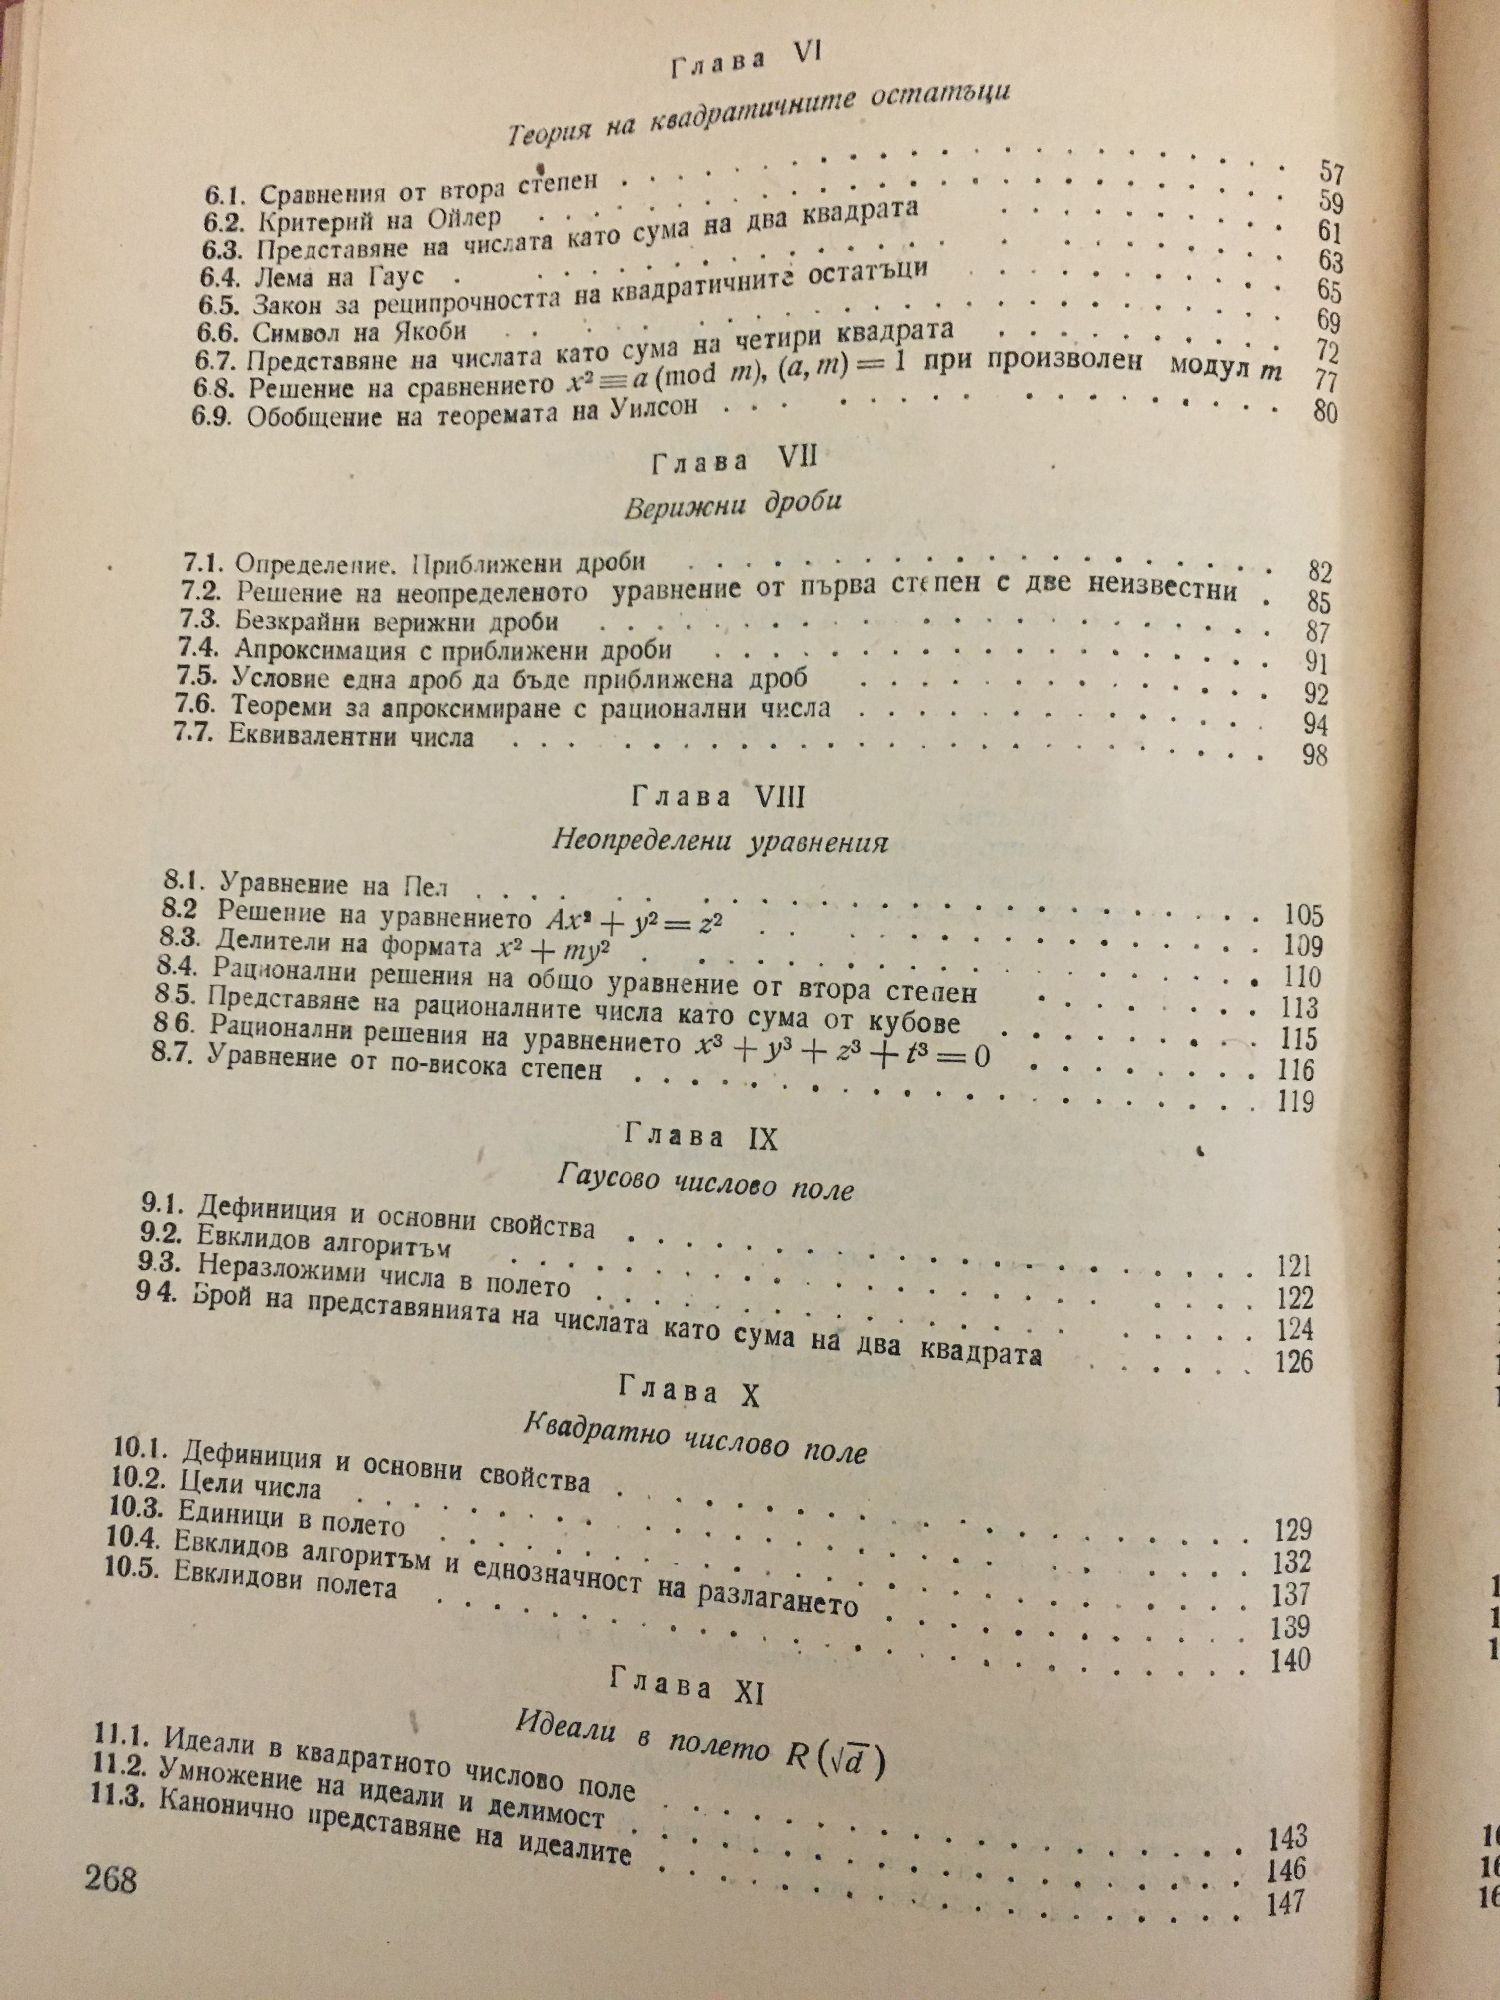 Глава VI
Теория на квадратичните остатъци
6.1. Сравнения от втора степен . . . . . 57
6.2. Критерий на Ойлер . . . . . 59
6.3. Представяне на числата като сума на два квадрата . . . . . 61
6.4. Лема на Гаус . . . . . 63
6.5. Закон за реципрочността на квадратичните остатъци . . . . . 65
6.6. Символ на Якоби . . . . . 69
6.7. Представяне на числата като сума на четири квадрата . . . . . 72
6.8. Решение на сравнението x² ≡ a (mod m), (a, m) = 1 при произволен модул m 77
6.9. Обобщение на теоремата на Уилсон . . . . . 80
Глава VII
Верижни дроби
7.1. Определение. Приближени дроби . . . . . 82
7.2. Решение на неопределеното уравнение от първа степен с две неизвестни . 85
7.3. Безкрайни верижни дроби . . . . . 87
7.4. Апроксимация с приближени дроби . . . . . 91
7.5. Условие една дроб да бъде приближена дроб . . . . . 92
7.6. Теореми за апроксимиране с рационални числа . . . . . 94
7.7. Еквивалентни числа . . . . . 98
Глава VIII
Неопределени уравнения
8.1. Уравнение на Пел . . . . . 105
8.2 Решение на уравнението Ax² + y² = z² . . . . . 109
8.3. Делители на формата x² + my² . . . . . 110
8.4. Рационални решения на общо уравнение от втора степен . . . . . 113
8 5. Представяне на рационалните числа като сума от кубове . . . . . 115
8 6. Рационални решения на уравнението x³ + y³ + z³ + t³ = 0 . . . . . 116
8.7. Уравнение от по-висока степен . . . . . 119
Глава IX
Гаусово числово поле
9.1. Дефиниция и основни свойства . . . . . 121
9.2. Евклидов алгоритъм . . . . . 122
9.3. Неразложими числа в полето . . . . . 124
9 4. Брой на представянията на числата като сума на два квадрата . . . . . 126
Глава X
Квадратно числово поле
10.1. Дефиниция и основни свойства . . . . . 129
10.2. Цели числа . . . . . 132
10.3. Единици в полето . . . . . 137
10.4. Евклидов алгоритъм и еднозначност на разлагането . . . . . 139
10.5. Евклидови полета . . . . . 140
Глава XI
Идеали в полето R(√d)
11.1. Идеали в квадратното числово поле . . . . . 143
11.2. Умножение на идеали и делимост . . . . . 146
11.3. Канонично представяне на идеалите . . . . . 147
268